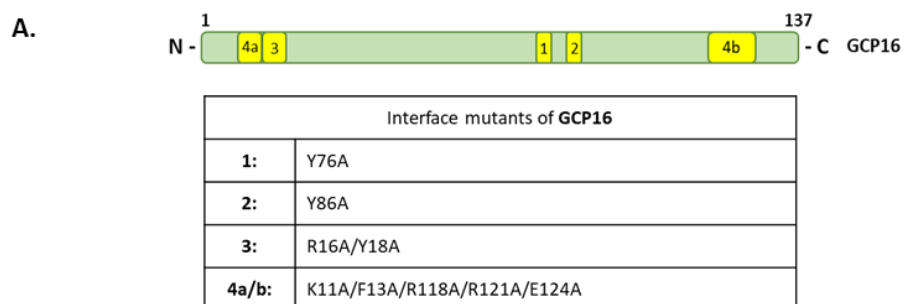 A.
1 137
N - 4a 3 1 2 4b - C GCP16
Interface mutants of GCP16
1: Y76A
2: Y86A
3: R16A/Y18A
4a/b: K11A/F13A/R118A/R121A/E124A